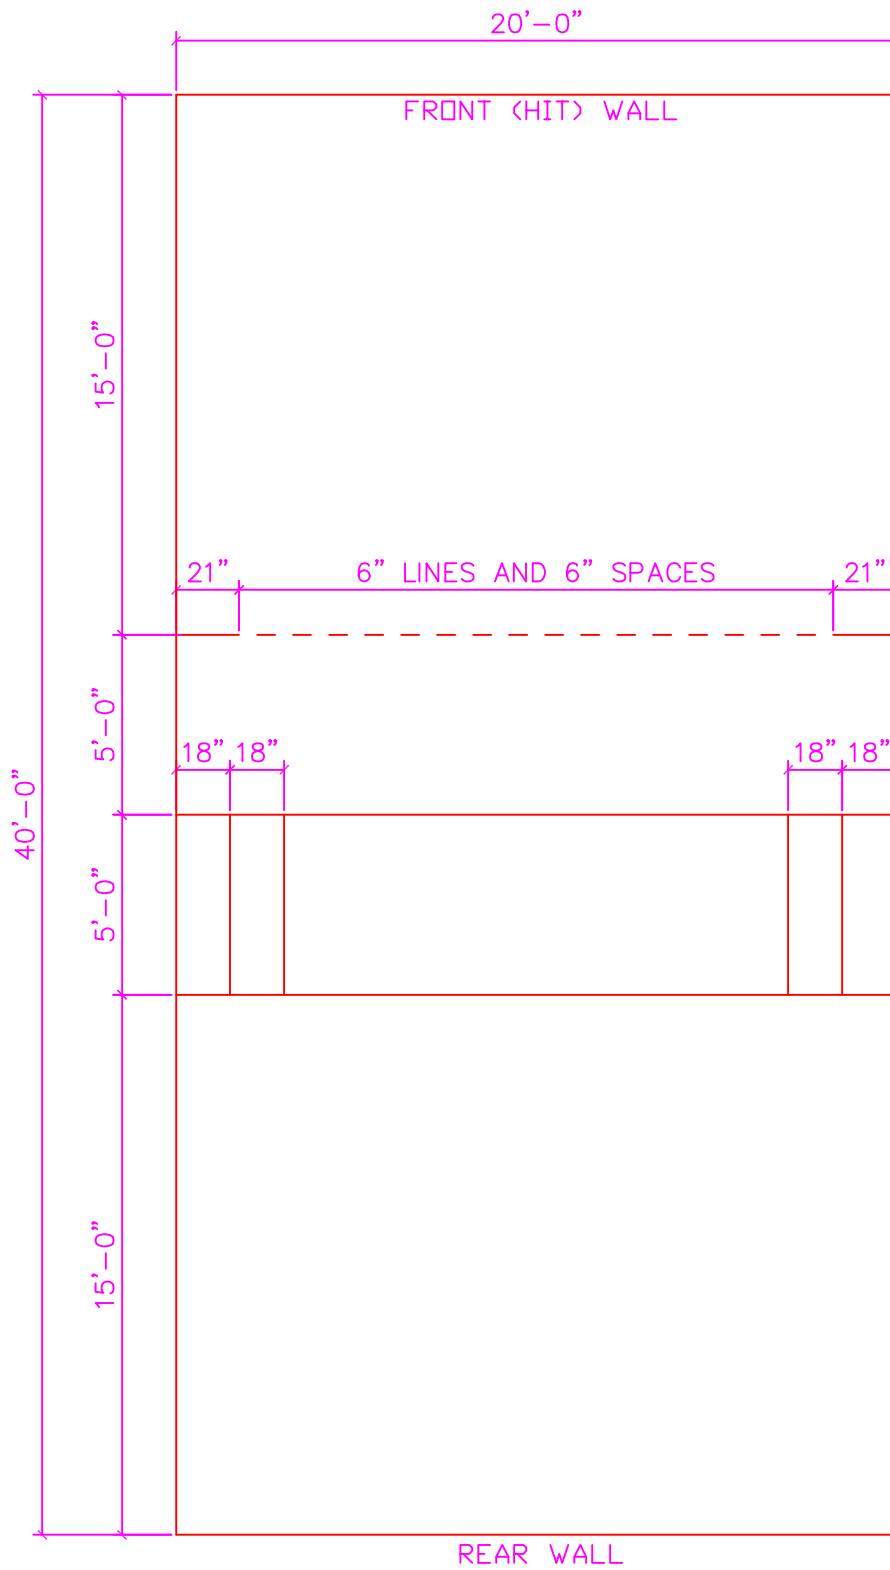 20'-0"
FRONT (HIT) WALL
15'-0"
21" 6" LINES AND 6" SPACES 21"
5'-0"
18" 18" 18" 18"
40'-0"
5'-0"
15'-0"
REAR WALL